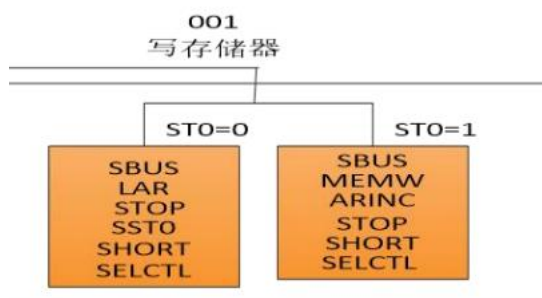 001
写存储器
ST0=0
ST0=1
SBUS
LAR
STOP
SST0
SHORT
SELCTL
SBUS
MEMW
ARINC
STOP
SHORT
SELCTL